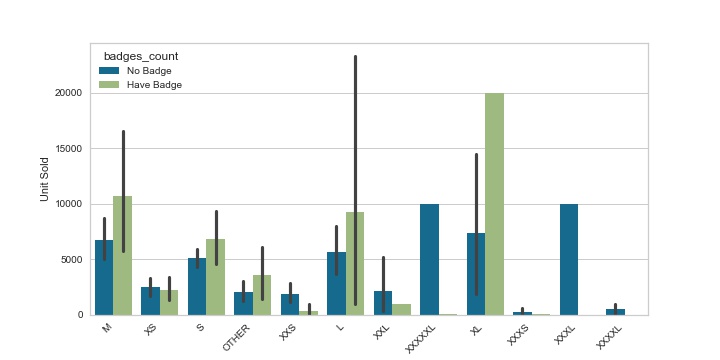 badges_count
No Badge
Have Badge
20000
15000
10000
5000
0
Unit Sold
M
XS
S
OTHER
XXS
L
XXL
XXXXXL
XL
XXXS
XXXL
XXXXL